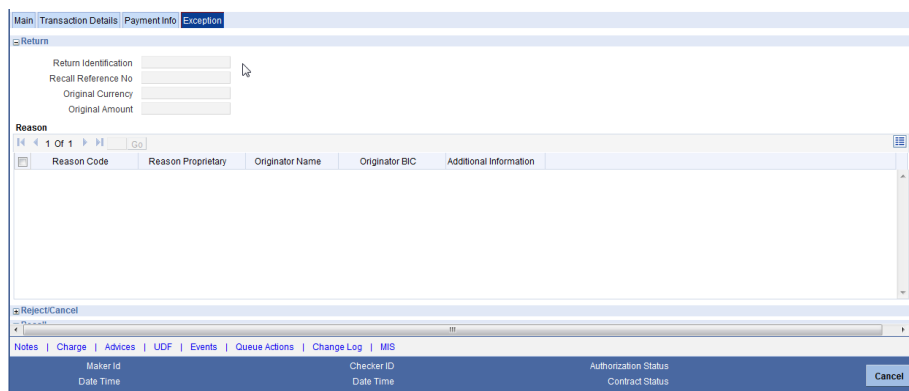 Main Transaction Details Payment Info Exception
Return
Return Identification
Recall Reference No
Original Currency
Original Amount
Reason
1 Of 1 Go
Reason Code Reason Proprietary Originator Name Originator BIC Additional Information
Reject/Cancel
Recall
Notes | Charge | Advices | UDF | Events | Queue Actions | Change Log | MIS
Maker Id Checker ID Authorization Status
Date Time Date Time Contract Status
Cancel